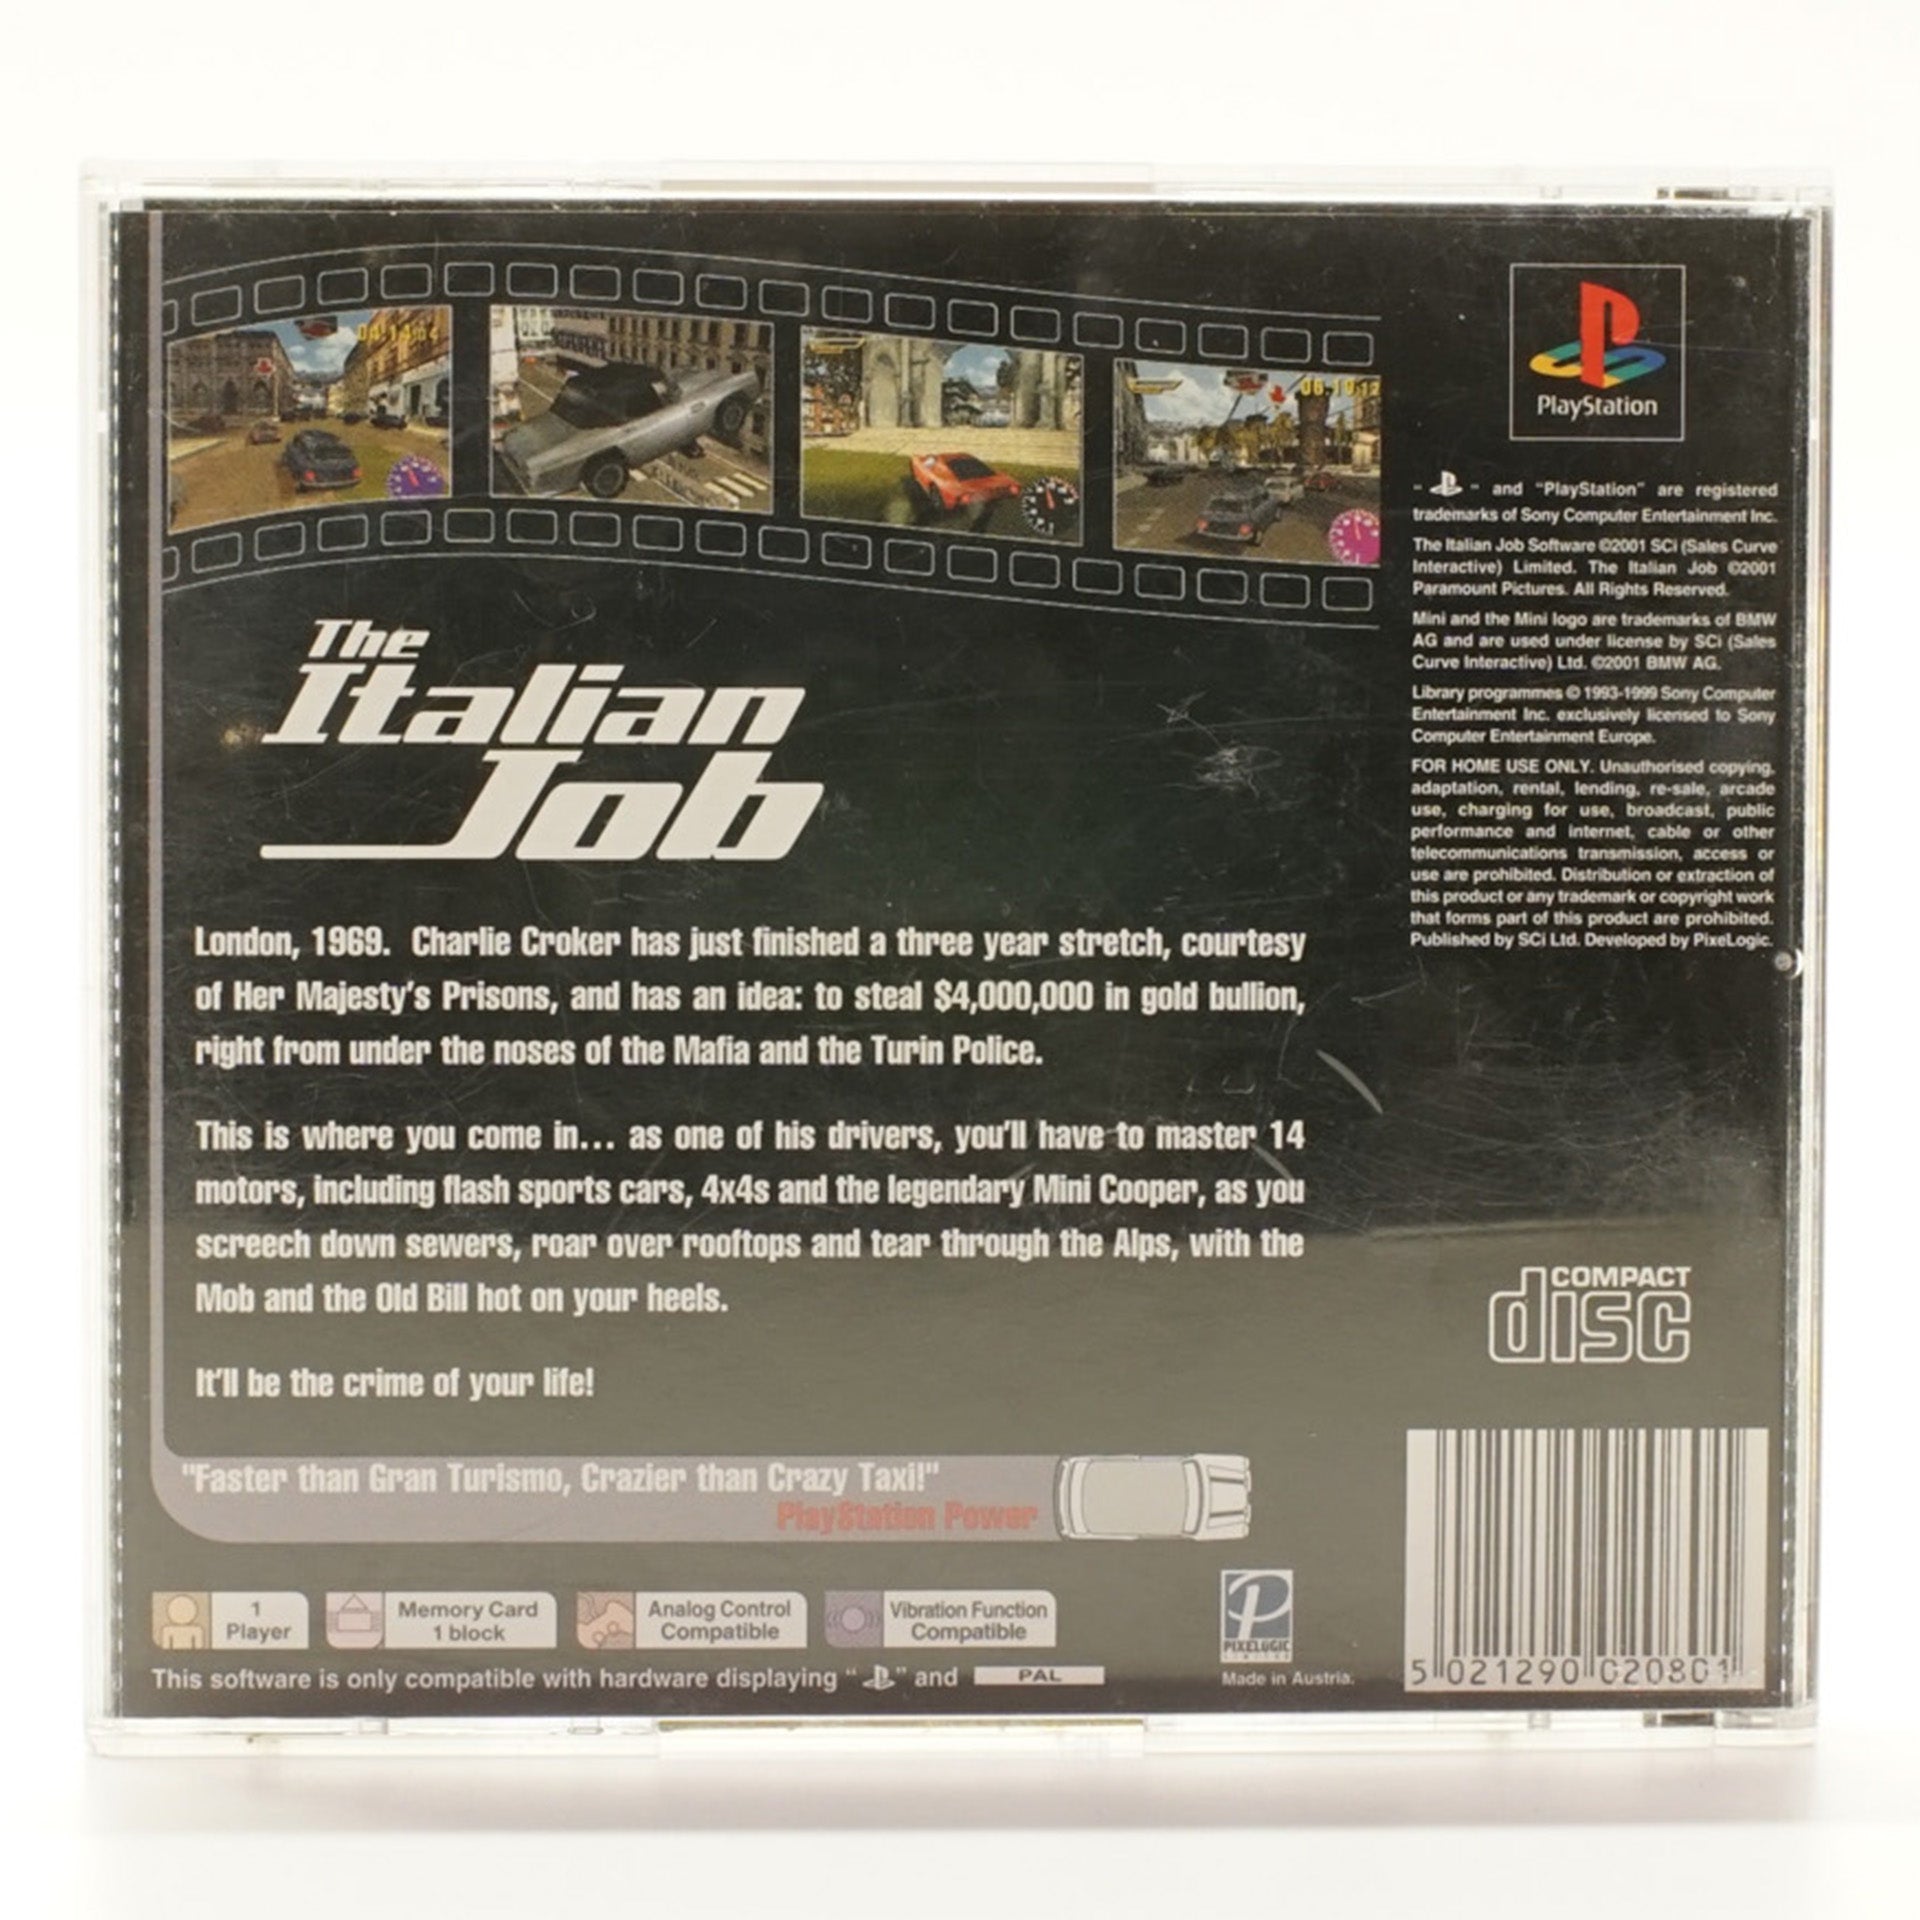 04:14:04
06:19:12
PlayStation
" " and "PlayStation" are registered
trademarks of Sony Computer Entertainment Inc.
The Italian Job Software ©2001 SCi (Sales Curve
Interactive) Limited. The Italian Job ©2001
Paramount Pictures. All Rights Reserved.
Mini and the Mini logo are trademarks of BMW
AG and are used under license by SCi (Sales
Curve Interactive) Ltd. ©2001 BMW AG.
Library programmes © 1993-1999 Sony Computer
Entertainment Inc. exclusively licensed to Sony
Computer Entertainment Europe.
FOR HOME USE ONLY. Unauthorised copying,
adaptation, rental, lending, re-sale, arcade
use, charging for use, broadcast, public
performance and internet, cable or other
telecommunications transmission, access or
use are prohibited. Distribution or extraction of
this product or any trademark or copyright work
that forms part of this product are prohibited.
Published by SCi Ltd. Developed by PixeLogic.
The
Italian
Job
London, 1969. Charlie Croker has just finished a three year stretch, courtesy
of Her Majesty's Prisons, and has an idea: to steal $4,000,000 in gold bullion,
right from under the noses of the Mafia and the Turin Police.
This is where you come in... as one of his drivers, you'll have to master 14
motors, including flash sports cars, 4x4s and the legendary Mini Cooper, as you
screech down sewers, roar over rooftops and tear through the Alps, with the
Mob and the Old Bill hot on your heels.
It'll be the crime of your life!
"Faster than Gran Turismo, Crazier than Crazy Taxi!"
PlayStation Power
COMPACT
disc
1
Player
Memory Card
1 block
Analog Control
Compatible
Vibration Function
Compatible
This software is only compatible with hardware displaying " " and PAL
PIXELOGIC
LIMITED
Made in Austria.
5 021290 020801